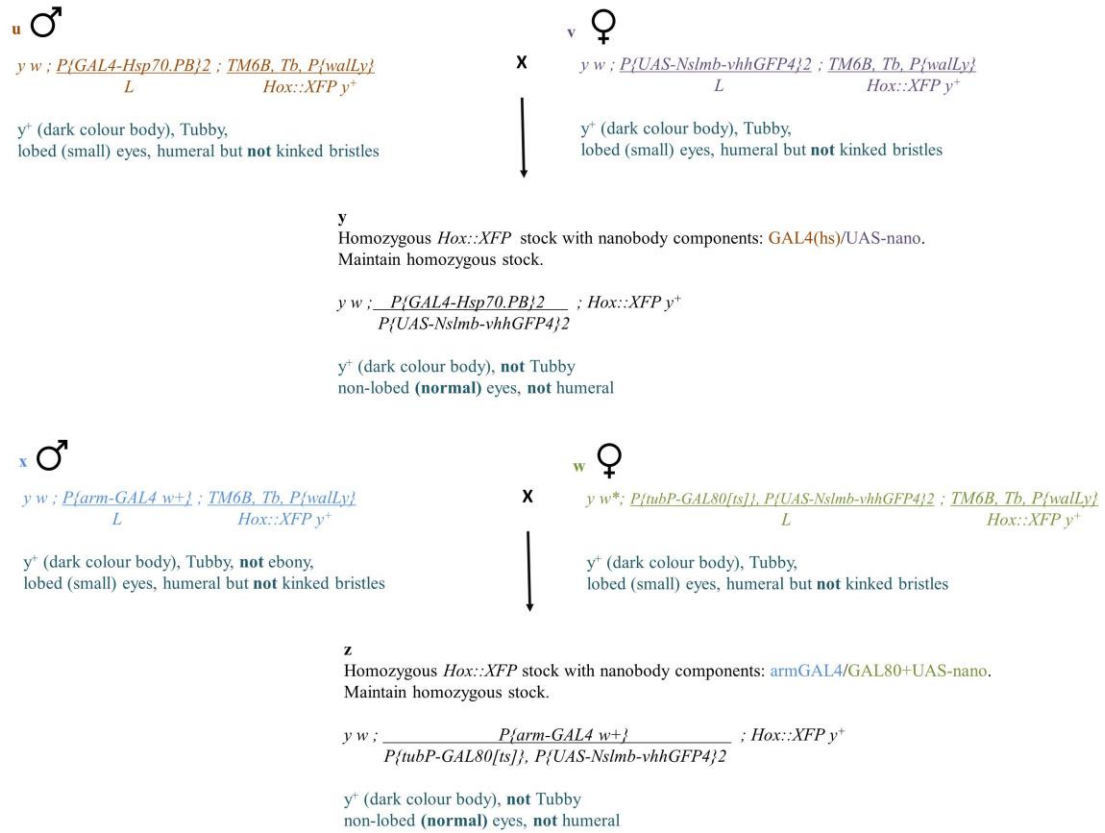 u ♂
y w ; P{GAL4-Hsp70.PB}2 ; TM6B, Tb, P{walLy}
L Hox::XFP y⁺
y⁺ (dark colour body), Tubby,
lobed (small) eyes, humeral but not kinked bristles
X
v ♀
y w ; P{UAS-Nslmb-vhhGFP4}2 ; TM6B, Tb, P{walLy}
L Hox::XFP y⁺
y⁺ (dark colour body), Tubby,
lobed (small) eyes, humeral but not kinked bristles
y
Homozygous Hox::XFP stock with nanobody components: GAL4(hs)/UAS-nano.
Maintain homozygous stock.
y w ; P{GAL4-Hsp70.PB}2 ; Hox::XFP y⁺
P{UAS-Nslmb-vhhGFP4}2
y⁺ (dark colour body), not Tubby
non-lobed (normal) eyes, not humeral
x ♂
y w ; P{arm-GAL4 w+} ; TM6B, Tb, P{walLy}
L Hox::XFP y⁺
y⁺ (dark colour body), Tubby, not ebony,
lobed (small) eyes, humeral but not kinked bristles
X
w ♀
y w*; P{tubP-GAL80[ts]}, P{UAS-Nslmb-vhhGFP4}2 ; TM6B, Tb, P{walLy}
L Hox::XFP y⁺
y⁺ (dark colour body), Tubby,
lobed (small) eyes, humeral but not kinked bristles
z
Homozygous Hox::XFP stock with nanobody components: armGAL4/GAL80+UAS-nano.
Maintain homozygous stock.
y w ; P{arm-GAL4 w+} ; Hox::XFP y⁺
P{tubP-GAL80[ts]}, P{UAS-Nslmb-vhhGFP4}2
y⁺ (dark colour body), not Tubby
non-lobed (normal) eyes, not humeral